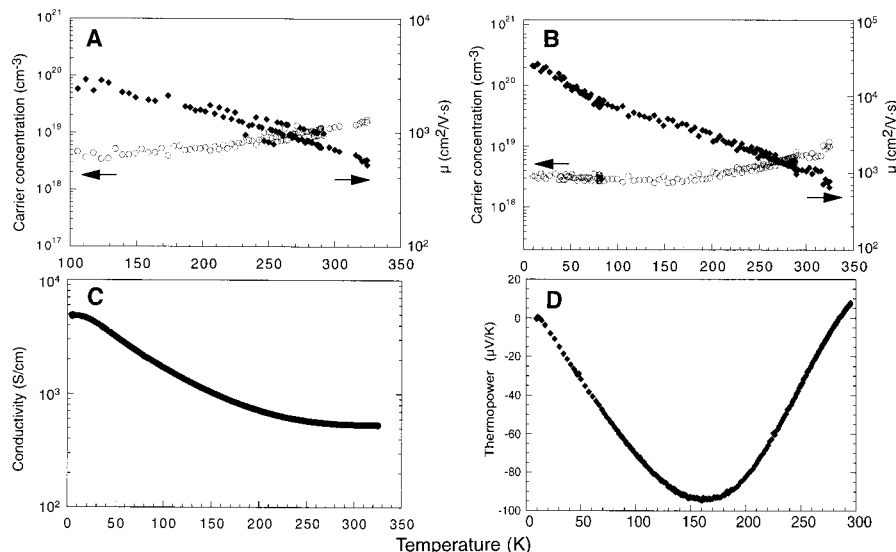 A
Carrier concentration (cm⁻³)
10²¹
10²⁰
10¹⁹
10¹⁸
10¹⁷
10⁴
10³
10²
μ (cm²/V·s)
100 150 200 250 300 350
B
Carrier concentration (cm⁻³)
10²¹
10²⁰
10¹⁹
10¹⁸
10⁵
10⁴
10³
10²
μ (cm²/V·s)
0 50 100 150 200 250 300 350
C
Conductivity (S/cm)
10⁴
10³
10²
0 50 100 150 200 250 300 350
D
Thermopower (μV/K)
20
0
-20
-40
-60
-80
-100
0 50 100 150 200 250 300
Temperature (K)